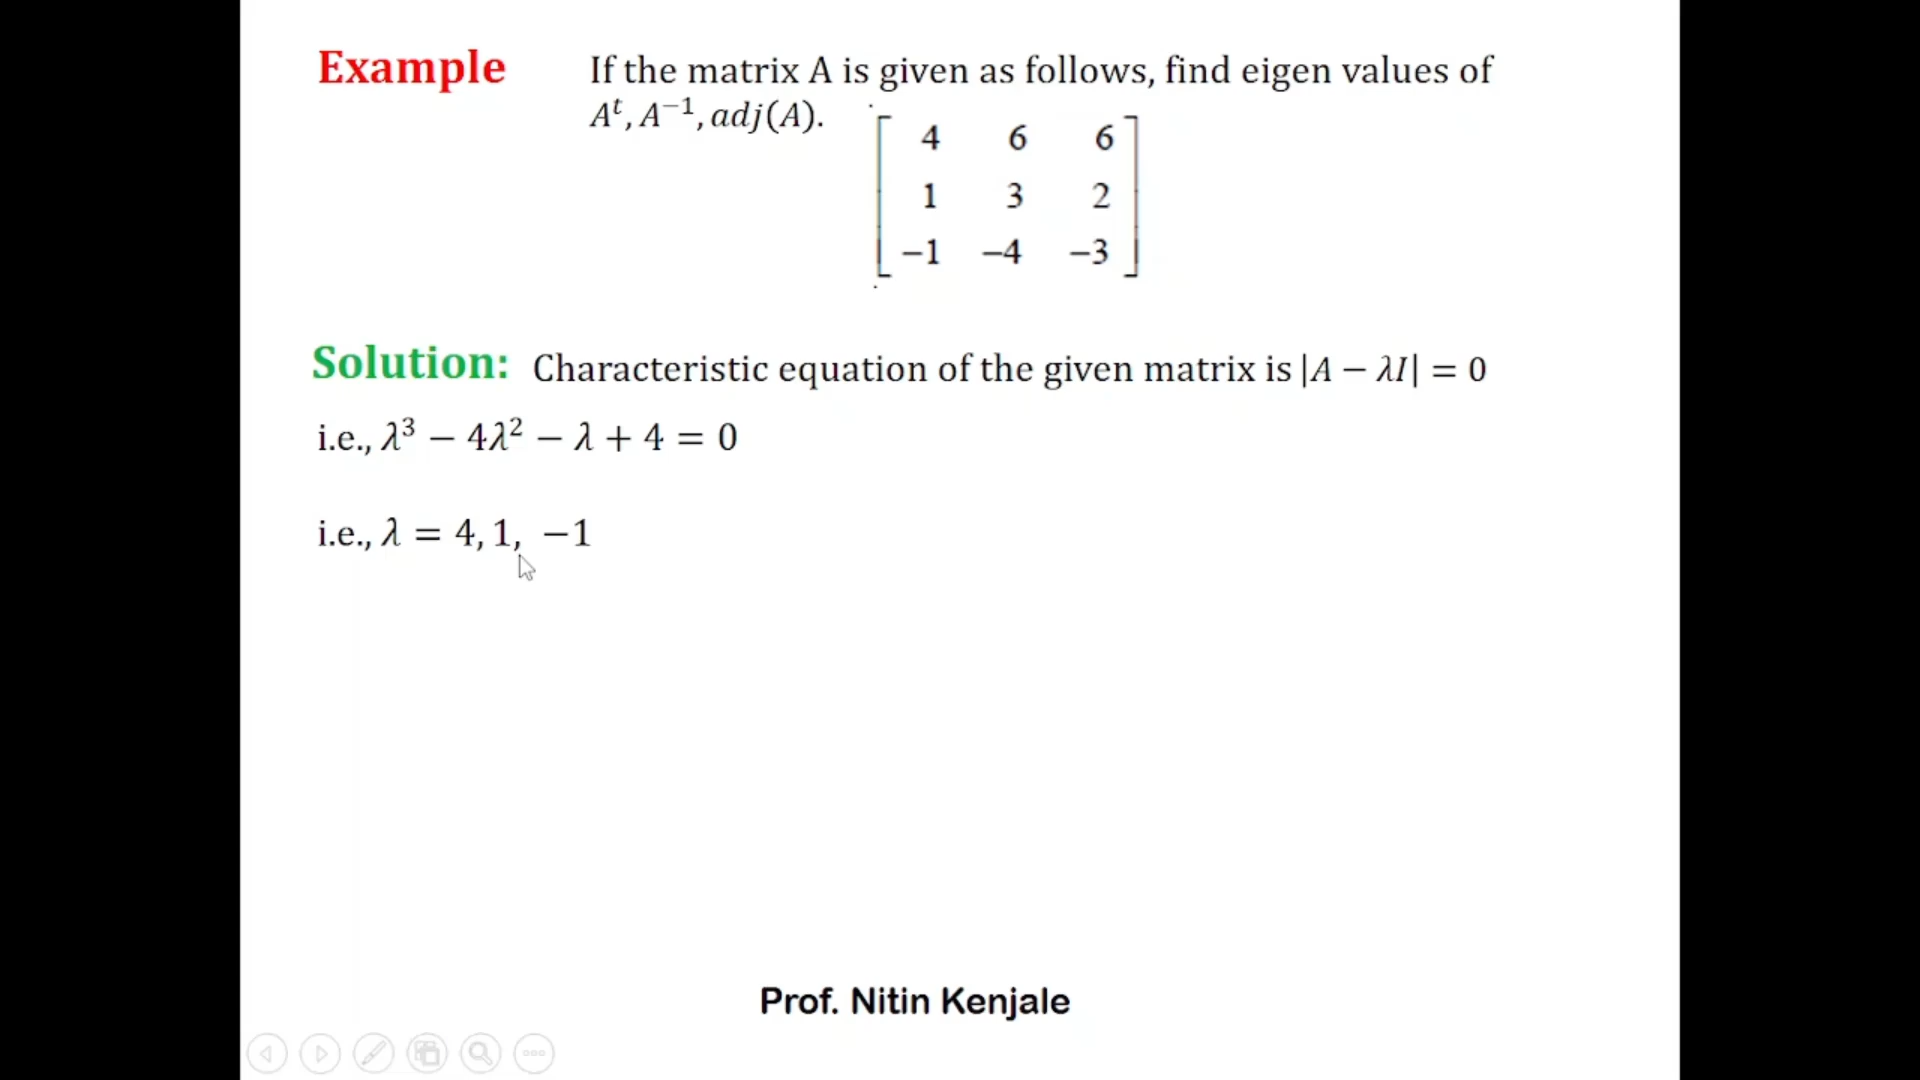 Example If the matrix A is given as follows, find eigen values of
Aᵗ, A⁻¹, adj(A).
4 6 6
1 3 2
−1 −4 −3
Solution: Characteristic equation of the given matrix is |A − λI| = 0
i.e., λ³ − 4λ² − λ + 4 = 0
i.e., λ = 4, 1, −1
Prof. Nitin Kenjale